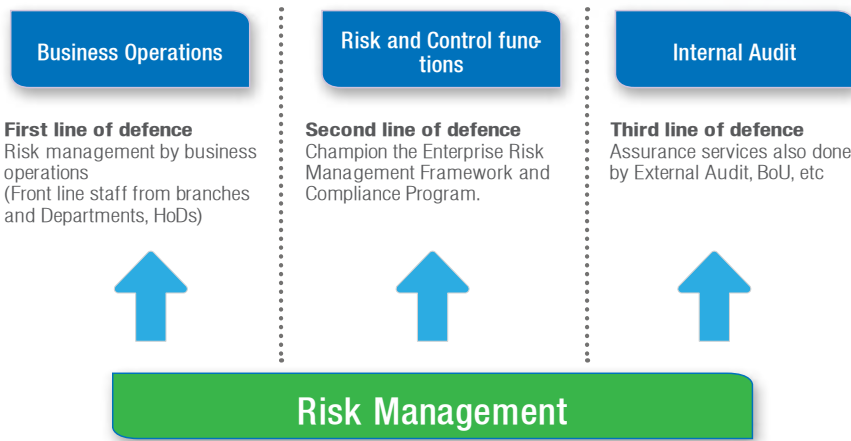 Business Operations
First line of defence
Risk management by business
operations
(Front line staff from branches
and Departments, HoDs)
Risk and Control func-
tions
Second line of defence
Champion the Enterprise Risk
Management Framework and
Compliance Program.
Internal Audit
Third line of defence
Assurance services also done
by External Audit, BoU, etc
Risk Management